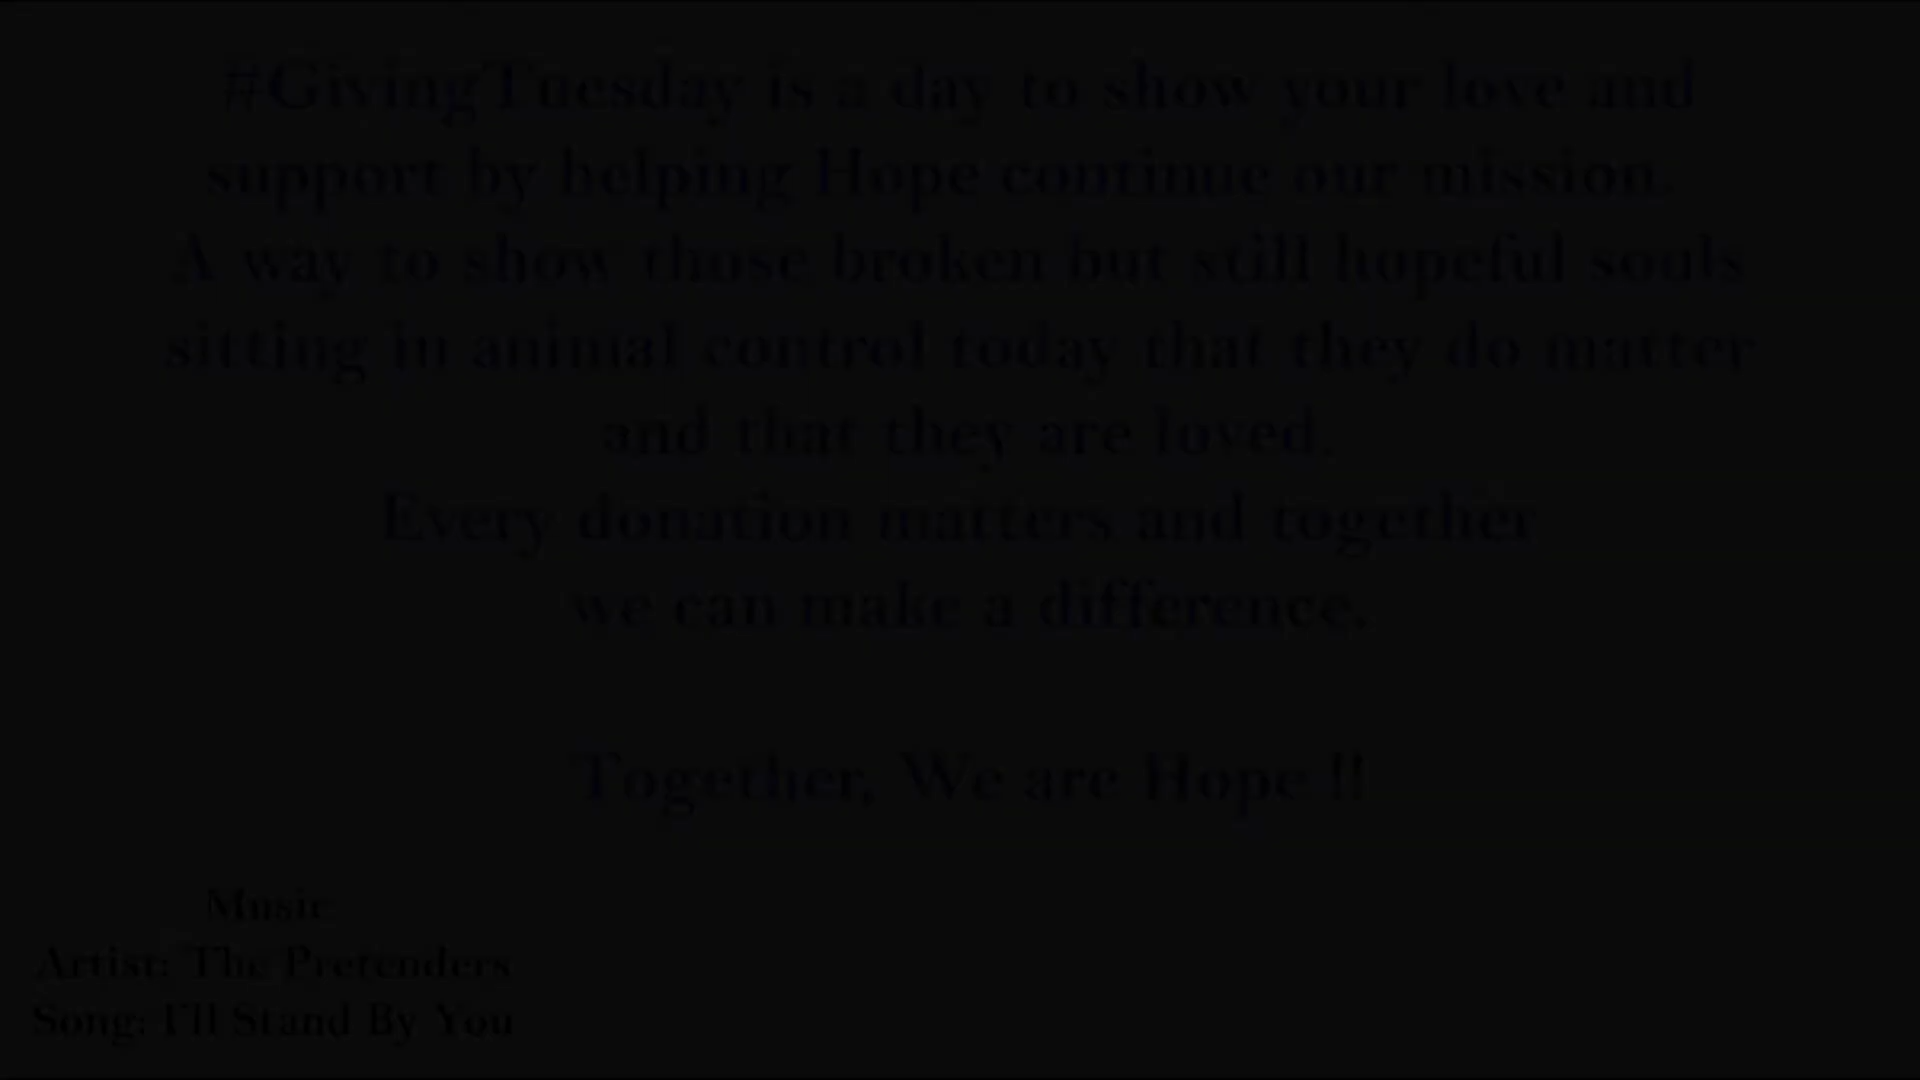 #GivingTuesday is a day to show your love and
support by helping Hope continue our mission.
A way to show those broken but still hopeful souls
sitting in animal control today that they do matter
and that they are loved.
Every donation matters and together
we can make a difference.
Together, We are Hope !!
Music
Artist: The Pretenders
Song: I'll Stand By You